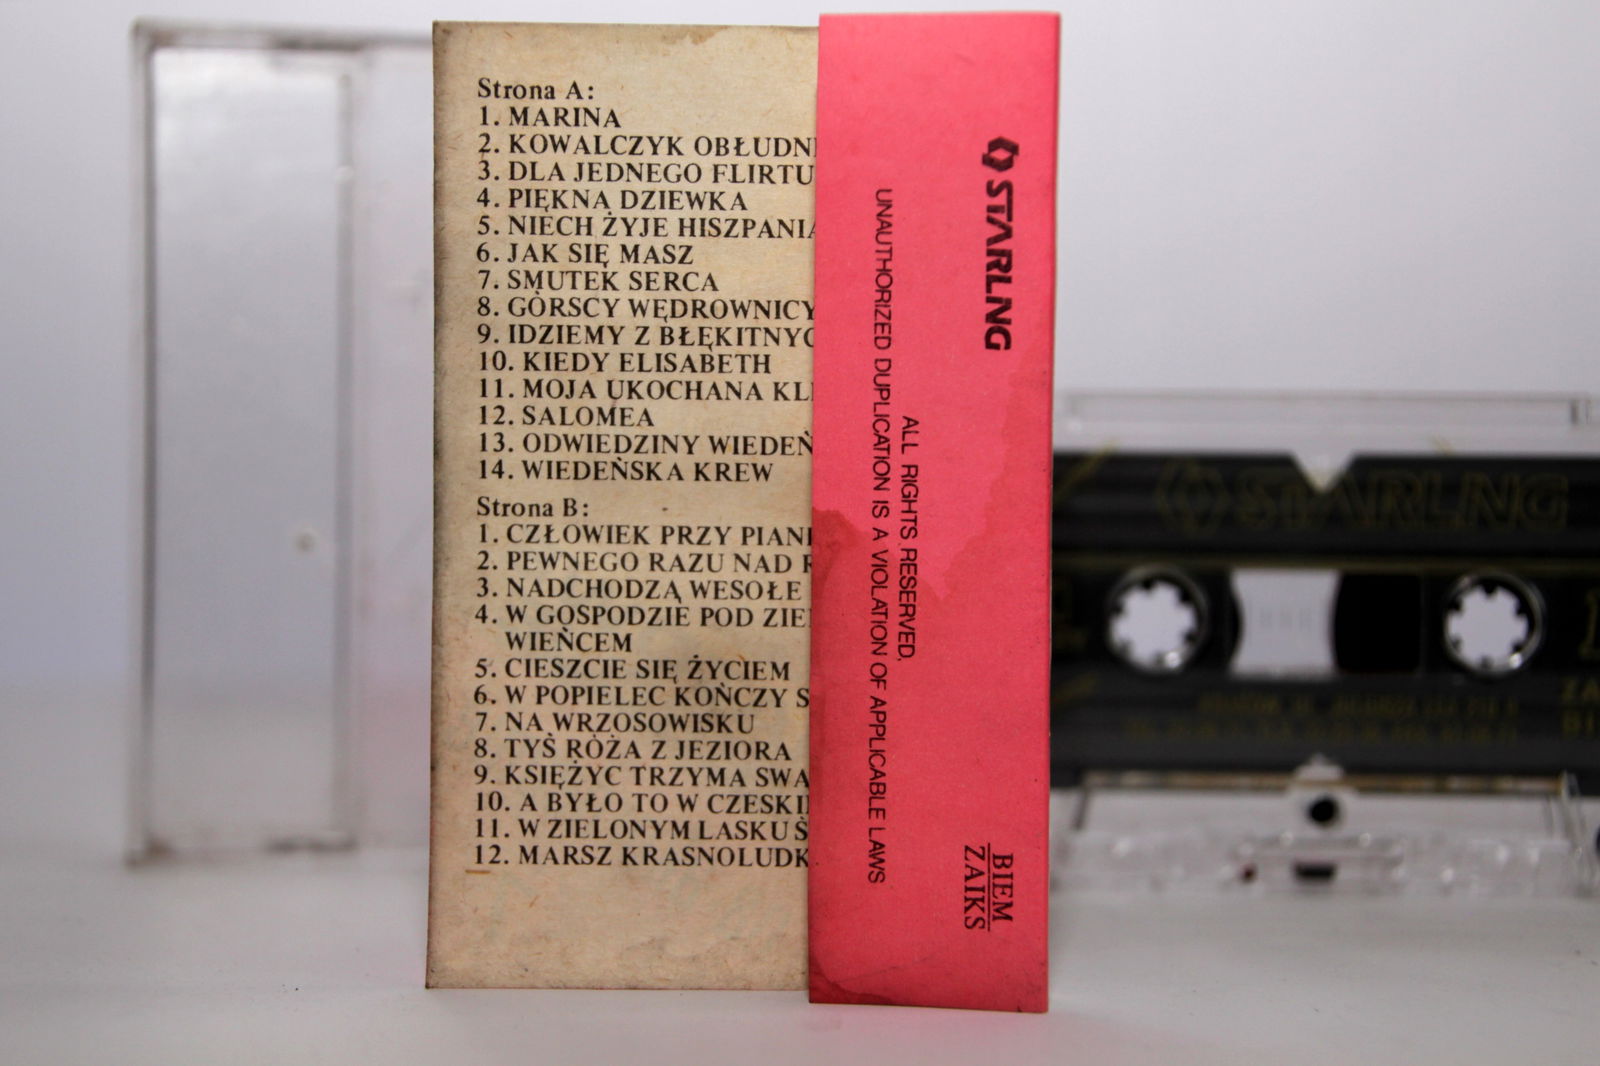 Strona A:
1. MARINA
2. KOWALCZYK OBŁUDN
3. DLA JEDNEGO FLIRTU
4. PIĘKNA DZIEWKA
5. NIECH ŻYJE HISZPANIA
6. JAK SIĘ MASZ
7. SMUTEK SERCA
8. GÓRSCY WĘDROWNICY
9. IDZIEMY Z BŁĘKITNYC
10. KIEDY ELISABETH
11. MOJA UKOCHANA KL
12. SALOMEA
13. ODWIEDZINY WIEDEŃ
14. WIEDEŃSKA KREW
Strona B:
1. CZŁOWIEK PRZY PIANI
2. PEWNEGO RAZU NAD R
3. NADCHODZĄ WESOŁE
4. W GOSPODZIE POD ZIE
WIEŃCEM
5. CIESZCIE SIĘ ŻYCIEM
6. W POPIELEC KOŃCZY S
7. NA WRZOSOWISKU
8. TYŚ RÓŻA Z JEZIORA
9. KSIĘŻYC TRZYMA SWA
10. A BYŁO TO W CZESKI
11. W ZIELONYM LASKU Ś
12. MARSZ KRASNOLUDK
STARLNG
ALL RIGHTS RESERVED.
UNAUTHORIZED DUPLICATION IS A VIOLATION OF APPLICABLE LAWS
BIEM
ZAIKS
STARLNG